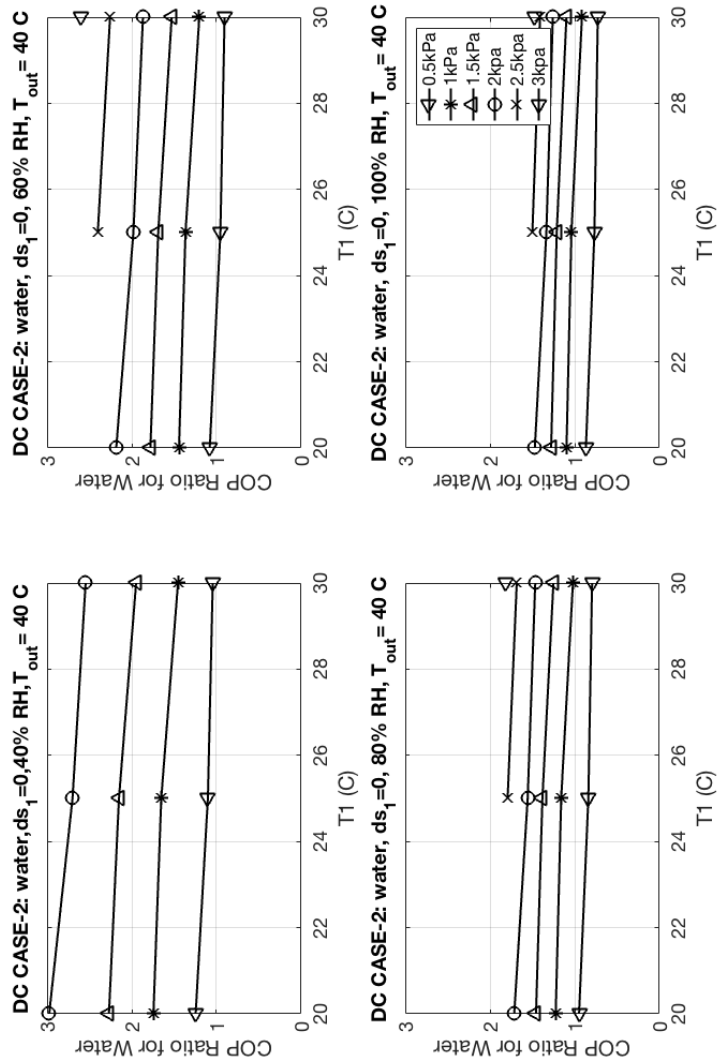 DC CASE-2: water,ds1=0,40% RH,Tout= 40 C
COP Ratio for Water
3
2
1
0
20 22 24 26 28 30
T1 (C)
DC CASE-2: water, ds1=0, 60% RH, Tout= 40 C
COP Ratio for Water
3
2
1
0
20 22 24 26 28 30
T1 (C)
DC CASE-2: water, ds1=0, 80% RH, Tout= 40 C
COP Ratio for Water
3
2
1
0
20 22 24 26 28 30
T1 (C)
DC CASE-2: water, ds1=0, 100% RH, Tout= 40 C
COP Ratio for Water
3
2
1
0
20 22 24 26 28 30
T1 (C)
0.5kPa
1kPa
1.5kPa
2kpa
2.5kpa
3kpa